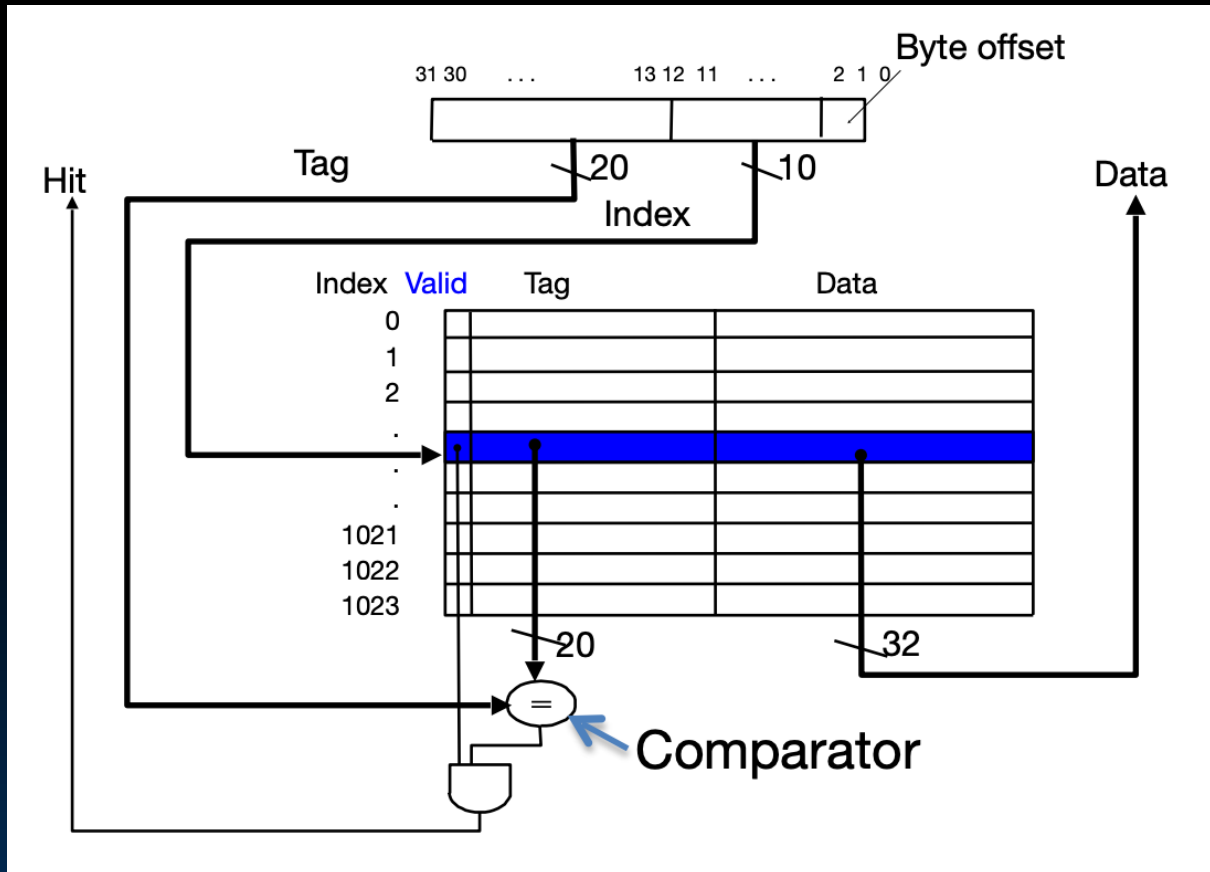 Byte offset
31 30 ... 13 12 11 ... 2 1 0
20
10
Tag
Hit
Data
Index
Index Valid Tag Data
0
1
2
.
.
.
1021
1022
1023
20
32
=
Comparator